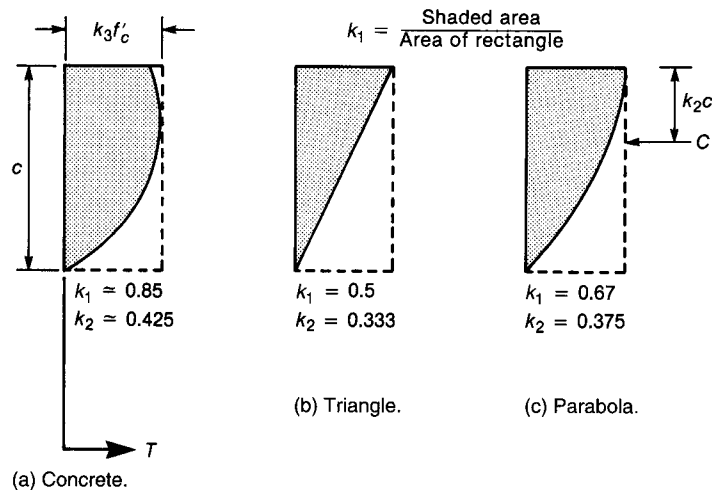 k₃f′c
k₁ = Shaded area / Area of rectangle
c
k₂c
C
k₁ ≃ 0.85
k₂ ≃ 0.425
k₁ = 0.5
k₂ = 0.333
k₁ = 0.67
k₂ = 0.375
(b) Triangle.
(c) Parabola.
T
(a) Concrete.